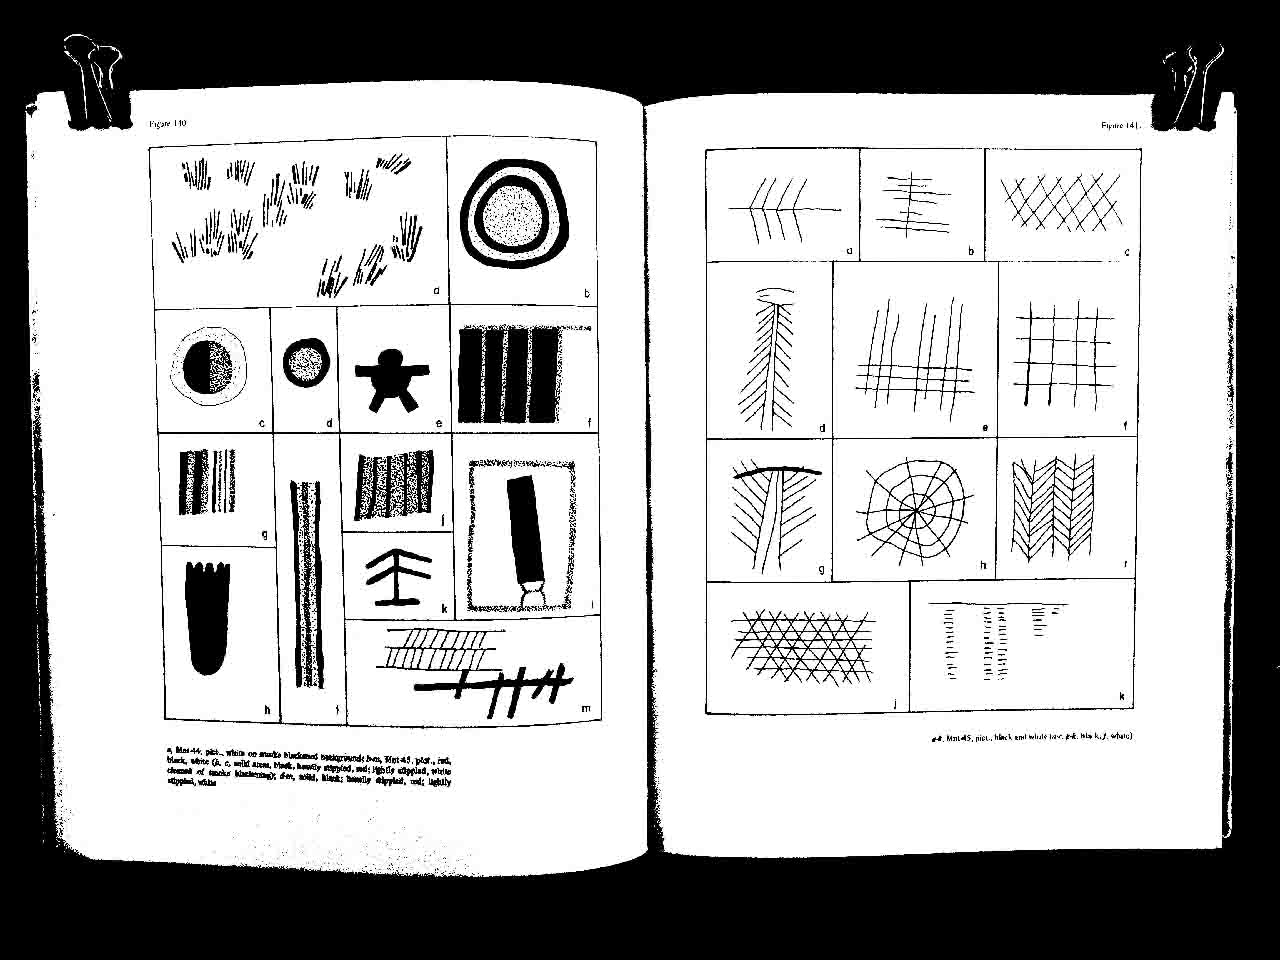 Figure 140
a
b
c
d
e
f
g
j
h
i
k
l
m
a, Mnt-44, pict., white on smoke blackened background; b-m, Mnt-45, pict., red,
black, white (b, c, solid areas, black, heavily stippled, red; lightly stippled, white
cleaned of smoke blackening); d-m, solid, black; heavily stippled, red; lightly
stippled, white
Figure 141.
a
b
c
d
e
f
g
h
i
j
k
Mnt-45, pict., black and white